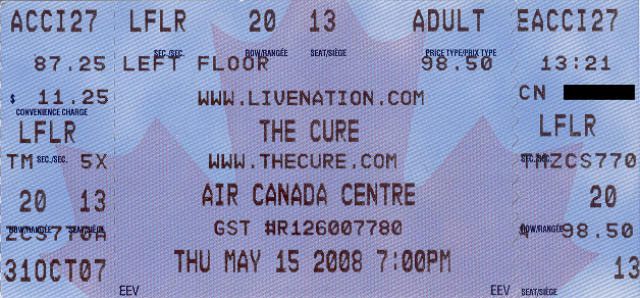 ACCI27 LFLR 20 13 ADULT EACCI27
SEC./SEC. ROW/RANGÉE SEAT/SIÈGE PRICE TYPE/PRIX TYPE
87.25 LEFT FLOOR 98.50 13:21
$ 11.25 WWW.LIVENATION.COM CN
CONVENIENCE CHARGE
LFLR THE CURE LFLR
SEC./SEC. SEC./SEC.
TM 5X WWW.THECURE.COM TMZCS770
20 13 AIR CANADA CENTRE 20
ROW/RANGÉE SEAT/SIÈGE ROW/RANGÉE
ZCS770A GST #R126007780 98.50
31OCT07 THU MAY 15 2008 7:00PM 13
EEV EEV SEAT/SIÈGE